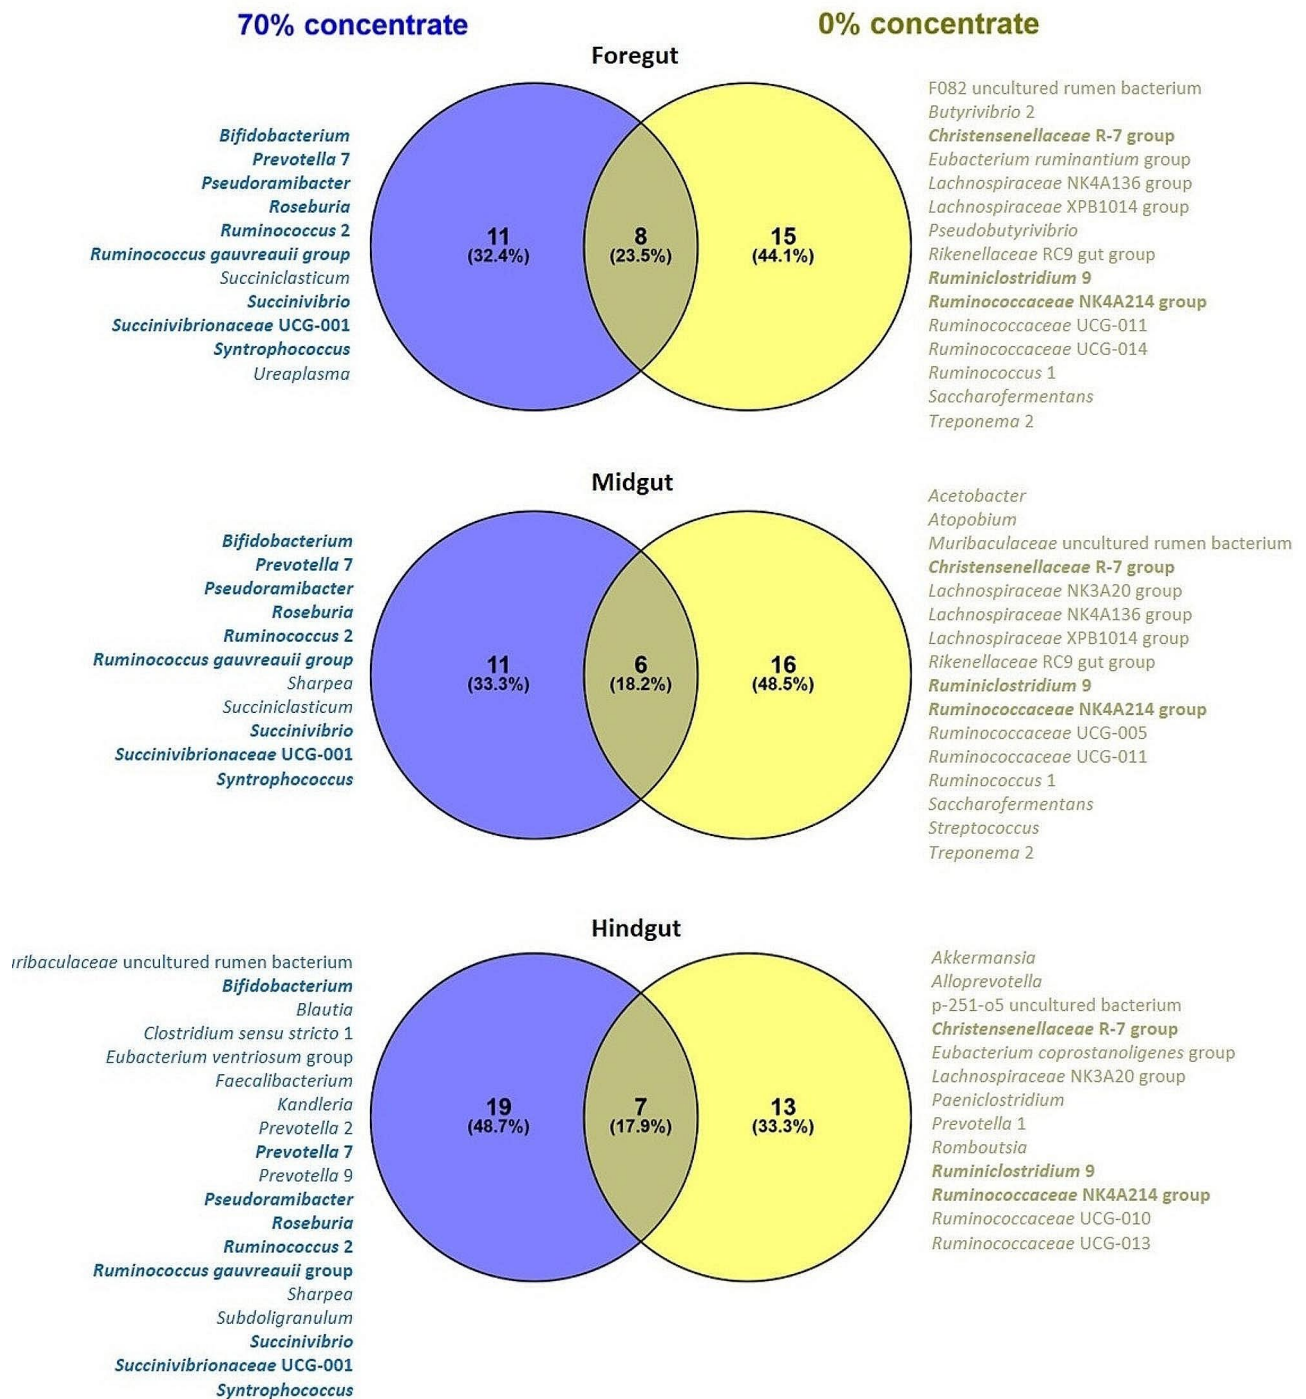 70% concentrate
0% concentrate
Foregut
Bifidobacterium
Prevotella 7
Pseudoramibacter
Roseburia
Ruminococcus 2
Ruminococcus gauvreauii group
Succiniclasticum
Succinivibrio
Succinivibrionaceae UCG-001
Syntrophococcus
Ureaplasma
11
(32.4%)
8
(23.5%)
15
(44.1%)
F082 uncultured rumen bacterium
Butyrivibrio 2
Christensenellaceae R-7 group
Eubacterium ruminantium group
Lachnospiraceae NK4A136 group
Lachnospiraceae XPB1014 group
Pseudobutyrivibrio
Rikenellaceae RC9 gut group
Ruminiclostridium 9
Ruminococcaceae NK4A214 group
Ruminococcaceae UCG-011
Ruminococcaceae UCG-014
Ruminococcus 1
Saccharofermentans
Treponema 2
Midgut
Bifidobacterium
Prevotella 7
Pseudoramibacter
Roseburia
Ruminococcus 2
Ruminococcus gauvreauii group
Sharpea
Succiniclasticum
Succinivibrio
Succinivibrionaceae UCG-001
Syntrophococcus
11
(33.3%)
6
(18.2%)
16
(48.5%)
Acetobacter
Atopobium
Muribaculaceae uncultured rumen bacterium
Christensenellaceae R-7 group
Lachnospiraceae NK3A20 group
Lachnospiraceae NK4A136 group
Lachnospiraceae XPB1014 group
Rikenellaceae RC9 gut group
Ruminiclostridium 9
Ruminococcaceae NK4A214 group
Ruminococcaceae UCG-005
Ruminococcaceae UCG-011
Ruminococcus 1
Saccharofermentans
Streptococcus
Treponema 2
Hindgut
ribaculaceae uncultured rumen bacterium
Bifidobacterium
Blautia
Clostridium sensu stricto 1
Eubacterium ventriosum group
Faecalibacterium
Kandleria
Prevotella 2
Prevotella 7
Prevotella 9
Pseudoramibacter
Roseburia
Ruminococcus 2
Ruminococcus gauvreauii group
Sharpea
Subdoligranulum
Succinivibrio
Succinivibrionaceae UCG-001
Syntrophococcus
19
(48.7%)
7
(17.9%)
13
(33.3%)
Akkermansia
Alloprevotella
p-251-o5 uncultured bacterium
Christensenellaceae R-7 group
Eubacterium coprostanoligenes group
Lachnospiraceae NK3A20 group
Paeniclostridium
Prevotella 1
Romboutsia
Ruminiclostridium 9
Ruminococcaceae NK4A214 group
Ruminococcaceae UCG-010
Ruminococcaceae UCG-013